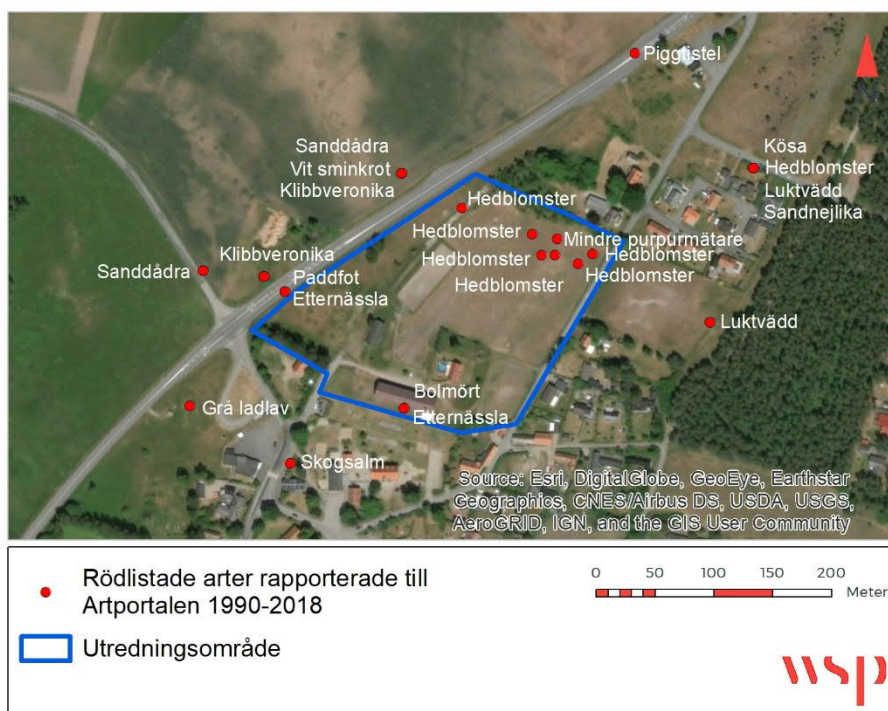 Piggtistel
Sanddådra
Vit sminkrot
Klibbveronika
Kösa
Hedblomster
Luktvädd
Sandnejlika
Hedblomster
Hedblomster
Mindre purpurmätare
Klibbveronika
Hedblomster
Hedblomster
Sanddådra
Paddfot
Hedblomster
Hedblomster
Etternässla
Luktvädd
Bolmört
Grå ladlav
Etternässla
Skogsalm
Source: Esri, DigitalGlobe, GeoEye, Earthstar
Geographics, CNES/Airbus DS, USDA, USGS,
AeroGRID, IGN, and the GIS User Community
Rödlistade arter rapporterade till
Artportalen 1990-2018
Utredningsområde
0 50 100 150 200
Meter
wsp